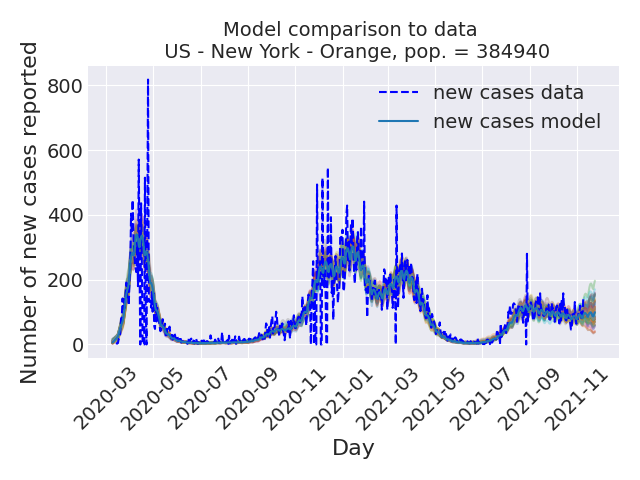 Model comparison to data
US - New York - Orange, pop. = 384940
Number of new cases reported
800
600
400
200
0
new cases data
new cases model
2020-03
2020-05
2020-07
2020-09
2020-11
2021-01
2021-03
2021-05
2021-07
2021-09
2021-11
Day